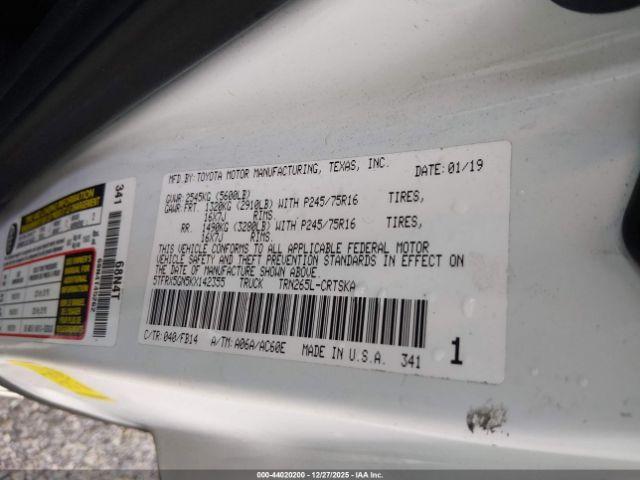 MFD BY: TOYOTA MOTOR MANUFACTURING, TEXAS, INC. DATE: 01/19
GVWR 2545KG (5600LB)
GAWR: FRT. 1320KG (2910LB) WITH P245/75R16 TIRES,
16X7J RIMS.
RR. 1490KG (3280LB) WITH P245/75R16 TIRES,
16X7J RIMS.
THIS VEHICLE CONFORMS TO ALL APPLICABLE FEDERAL MOTOR
VEHICLE SAFETY AND THEFT PREVENTION STANDARDS IN EFFECT ON
THE DATE OF MANUFACTURE SHOWN ABOVE.
5TFRX5GN5KX142355 TRUCK TRN265L-CRTSKA
C/TR: 040/FB14 A/TM: A06A/AC60E MADE IN U.S.A. 341
1
341 6894T
000-44020200 - 12/27/2025 - IAA Inc.